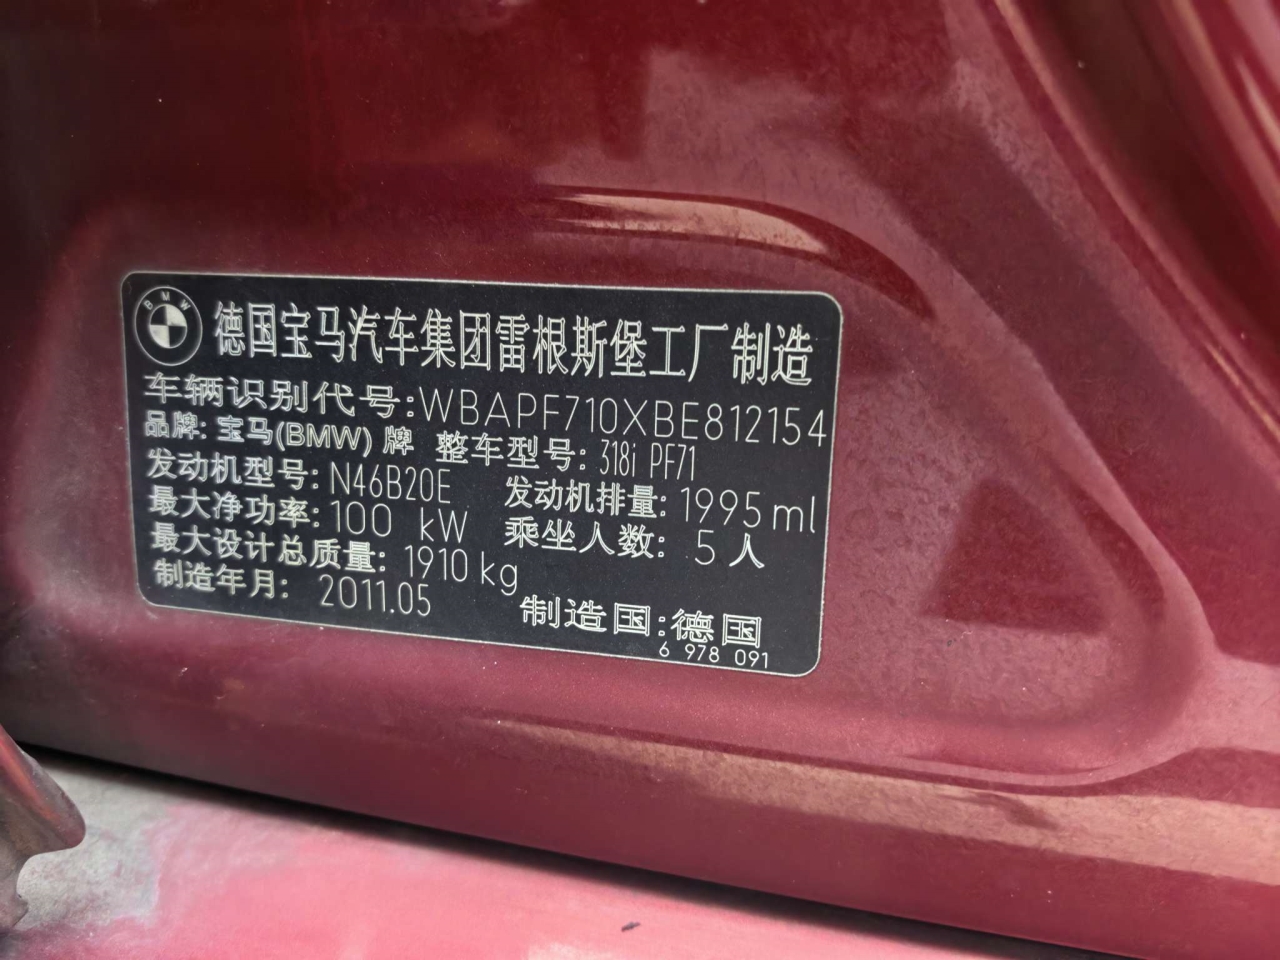 BMW
德国宝马汽车集团雷根斯堡工厂制造
车辆识别代号:WBAPF710XBE812154
品牌: 宝马(BMW) 牌 整车型号: 318i PF71
发动机型号: N46B20E 发动机排量: 1995 ml
最大净功率: 100 kW 乘坐人数: 5 人
最大设计总质量: 1910 kg
制造年月: 2011.05 制造国: 德国
6 978 091